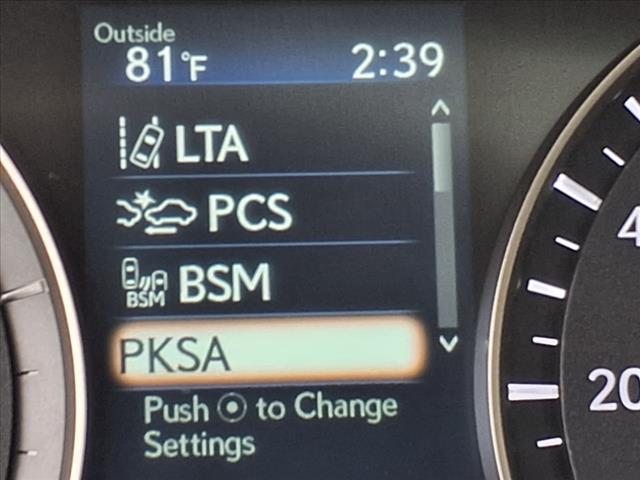 Outside
81°F 2:39
LTA
PCS
BSM BSM
PKSA
Push to Change
Settings
4
20